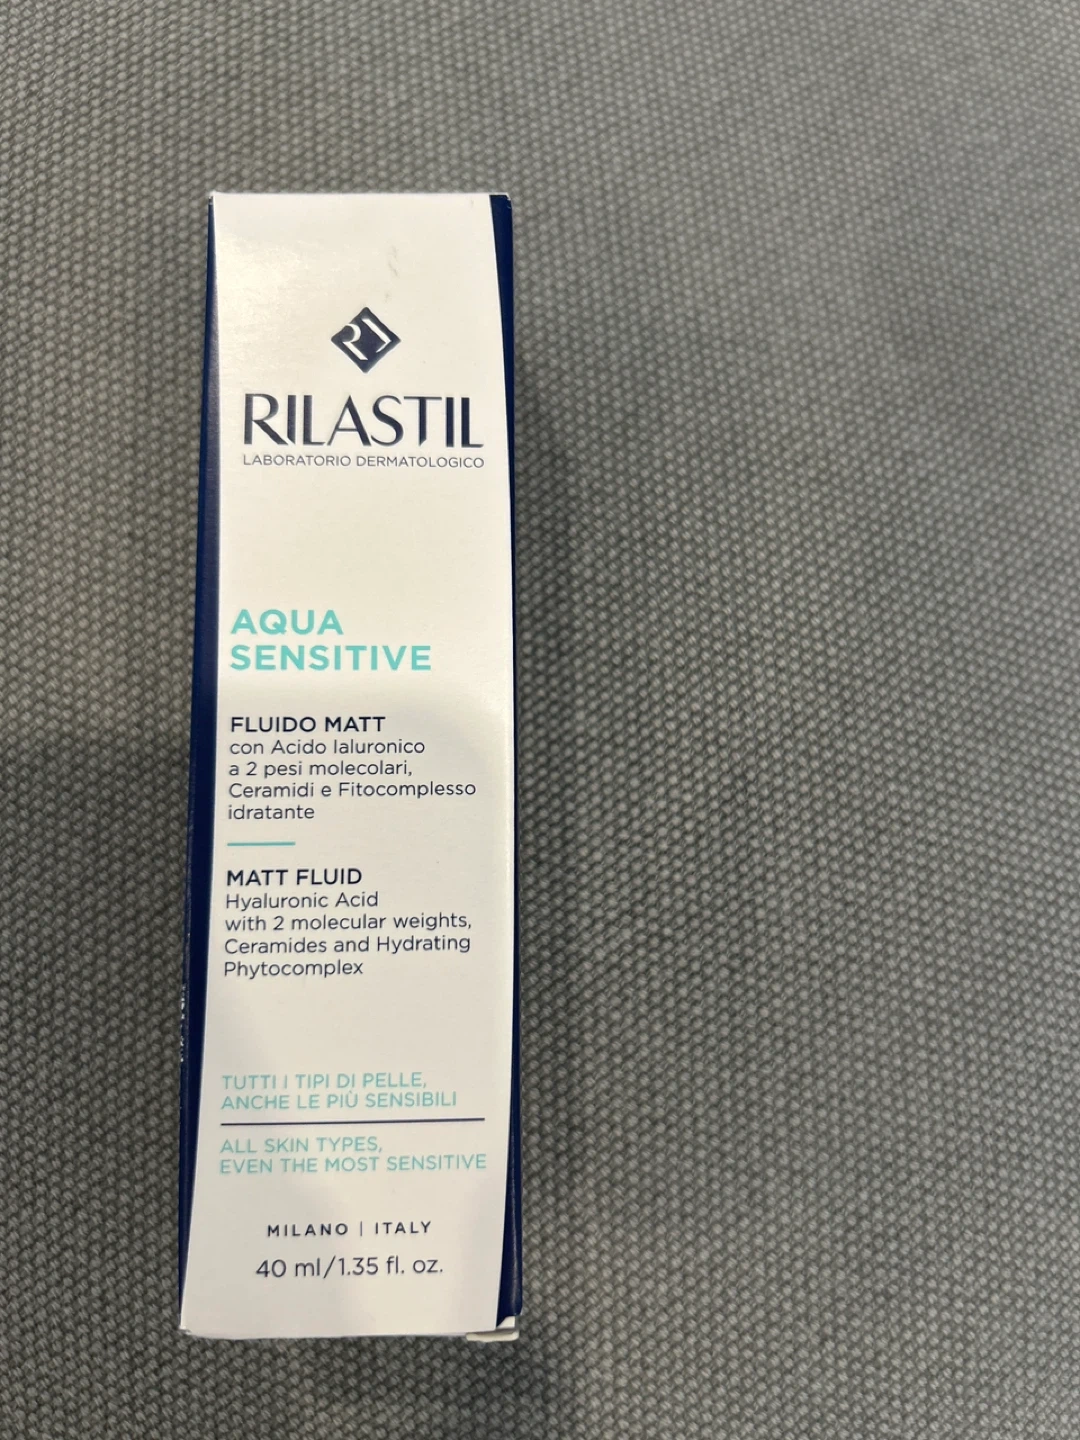 RILASTIL
LABORATORIO DERMATOLOGICO
AQUA
SENSITIVE
FLUIDO MATT
con Acido Ialuronico
a 2 pesi molecolari,
Ceramidi e Fitocomplesso
idratante
MATT FLUID
Hyaluronic Acid
with 2 molecular weights,
Ceramides and Hydrating
Phytocomplex
TUTTI I TIPI DI PELLE,
ANCHE LE PIÙ SENSIBILI
ALL SKIN TYPES,
EVEN THE MOST SENSITIVE
MILANO | ITALY
40 ml/1.35 fl. oz.